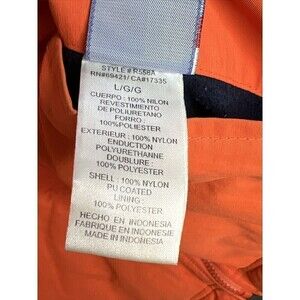 STYLE # R556A
RN#69421/ CA#17335
L/G/G
CUERPO : 100% NILON
REVESTIMIENTO
DE POLIURETANO
FORRO :
100%POLIESTER
EXTERIEUR : 100% NYLON
ENDUCTION
POLYURETHANNE
DOUBLURE :
100% POLYESTER
SHELL : 100% NYLON
PU COATED
LINING :
100% POLYESTER
HECHO EN INDONESIA
FABRIQUE EN INDONESIE
MADE IN INDONESIA